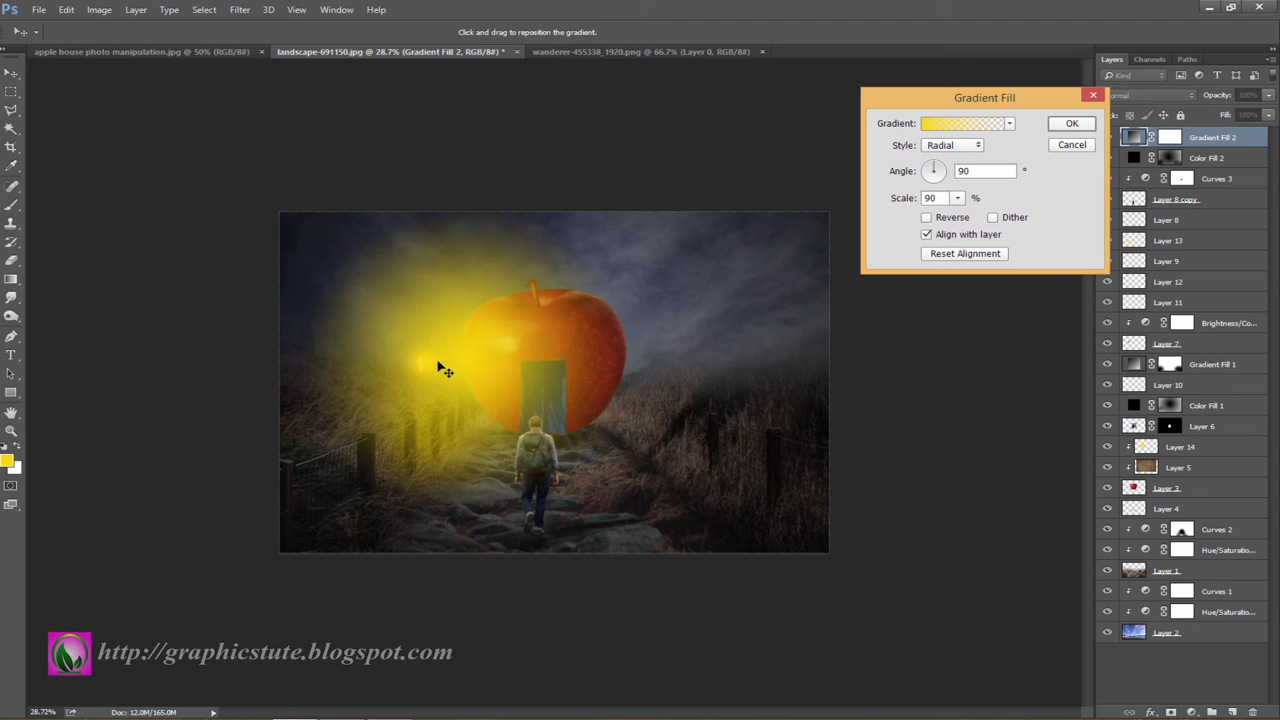 Ps File Edit Image Layer Type Select Filter 3D View Window Help
Click and drag to reposition the gradient.
apple house photo manipulation.jpg @ 50% (RGB/8#) × landscape-691150.jpg @ 28.7% (Gradient Fill 2, RGB/8#) * × wanderer-455338_1920.png @ 66.7% (Layer 0, RGB/8#) ×
Layers Channels Paths
Kind
Opacity: 100%
Fill: 100%
Gradient Fill
Gradient: OK
Style: Radial Cancel
Angle: 90 °
Scale: 90 %
Reverse Dither
Align with layer
Reset Alignment
Gradient Fill 2
Color Fill 2
Curves 3
Layer 8 copy
Layer 8
Layer 13
Layer 9
Layer 12
Layer 11
Brightness/Co...
Layer 7
Gradient Fill 1
Layer 10
Color Fill 1
Layer 6
Layer 14
Layer 5
Layer 3
Layer 4
Curves 2
Hue/Saturatio...
Layer 1
Curves 1
Hue/Saturatio...
Layer 2
http://graphicstute.blogspot.com
28.72% Doc: 12.0M/165.0M